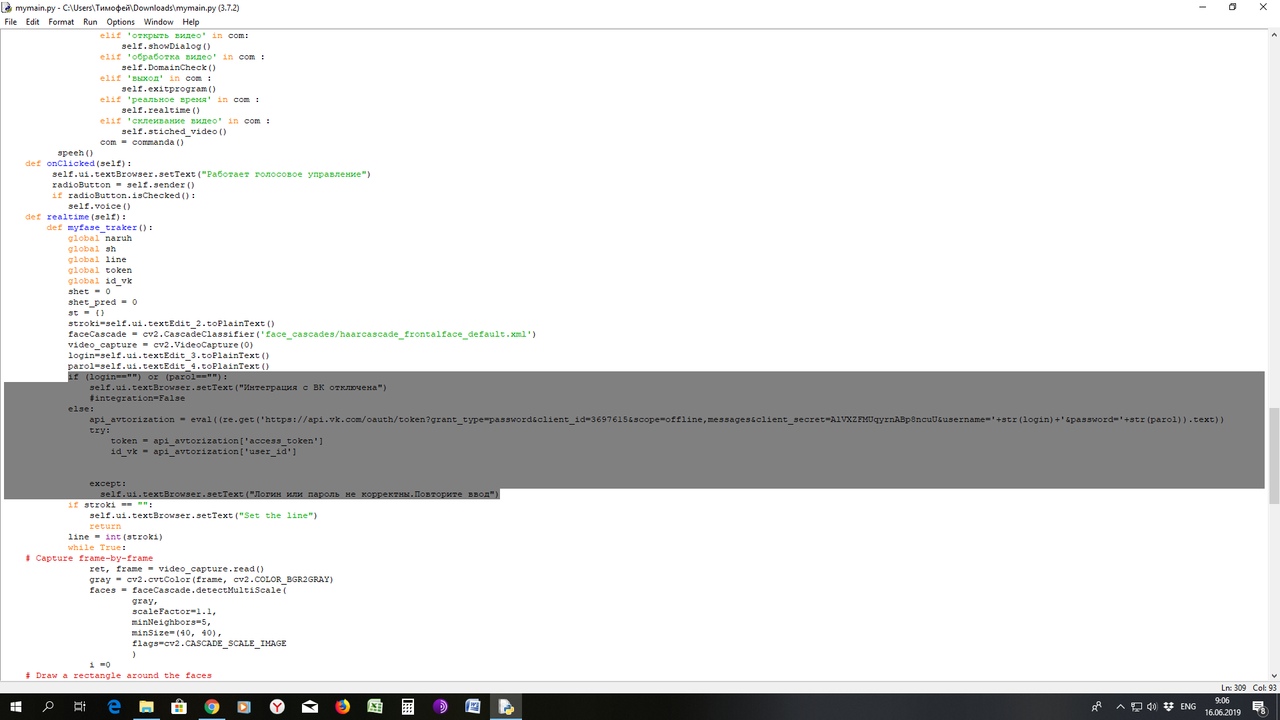 mymain.py - C:\Users\Тимофей\Downloads\mymain.py (3.7.2)
File Edit Format Run Options Window Help
elif 'открыть видео' in com:
self.showDialog()
elif 'обработка видео' in com :
self.DomainCheck()
elif 'выход' in com :
self.exitprogram()
elif 'реальное время' in com :
self.realtime()
elif 'склеивание видео' in com :
self.stiched_video()
com = commanda()
speeh()
def onClicked(self):
self.ui.textBrowser.setText("Работает голосовое управление")
radioButton = self.sender()
if radioButton.isChecked():
self.voice()
def realtime(self):
def myfase_traker():
global naruh
global sh
global line
global token
global id_vk
shet = 0
shet_pred = 0
st = {}
stroki=self.ui.textEdit_2.toPlainText()
faceCascade = cv2.CascadeClassifier('face_cascades/haarcascade_frontalface_default.xml')
video_capture = cv2.VideoCapture(0)
login=self.ui.textEdit_3.toPlainText()
parol=self.ui.textEdit_4.toPlainText()
if (login=="") or (parol==""):
self.ui.textBrowser.setText("Интеграция с ВК отключена")
#integration=False
else:
api_avtorization = eval((re.get('https://api.vk.com/oauth/token?grant_type=password&client_id=3697615&scope=offline,messages&client_secret=AlVXZFMUqyrnABp8ncuU&username='+str(login)+'&password='+str(parol)).text))
try:
token = api_avtorization['access_token']
id_vk = api_avtorization['user_id']
except:
self.ui.textBrowser.setText("Логин или пароль не корректны.Повторите ввод")
if stroki == "":
self.ui.textBrowser.setText("Set the line")
return
line = int(stroki)
while True:
# Capture frame-by-frame
ret, frame = video_capture.read()
gray = cv2.cvtColor(frame, cv2.COLOR_BGR2GRAY)
faces = faceCascade.detectMultiScale(
gray,
scaleFactor=1.1,
minNeighbors=5,
minSize=(40, 40),
flags=cv2.CASCADE_SCALE_IMAGE
)
i =0
# Draw a rectangle around the faces
Ln: 309 Col: 93
ENG
9:06
16.06.2019
8